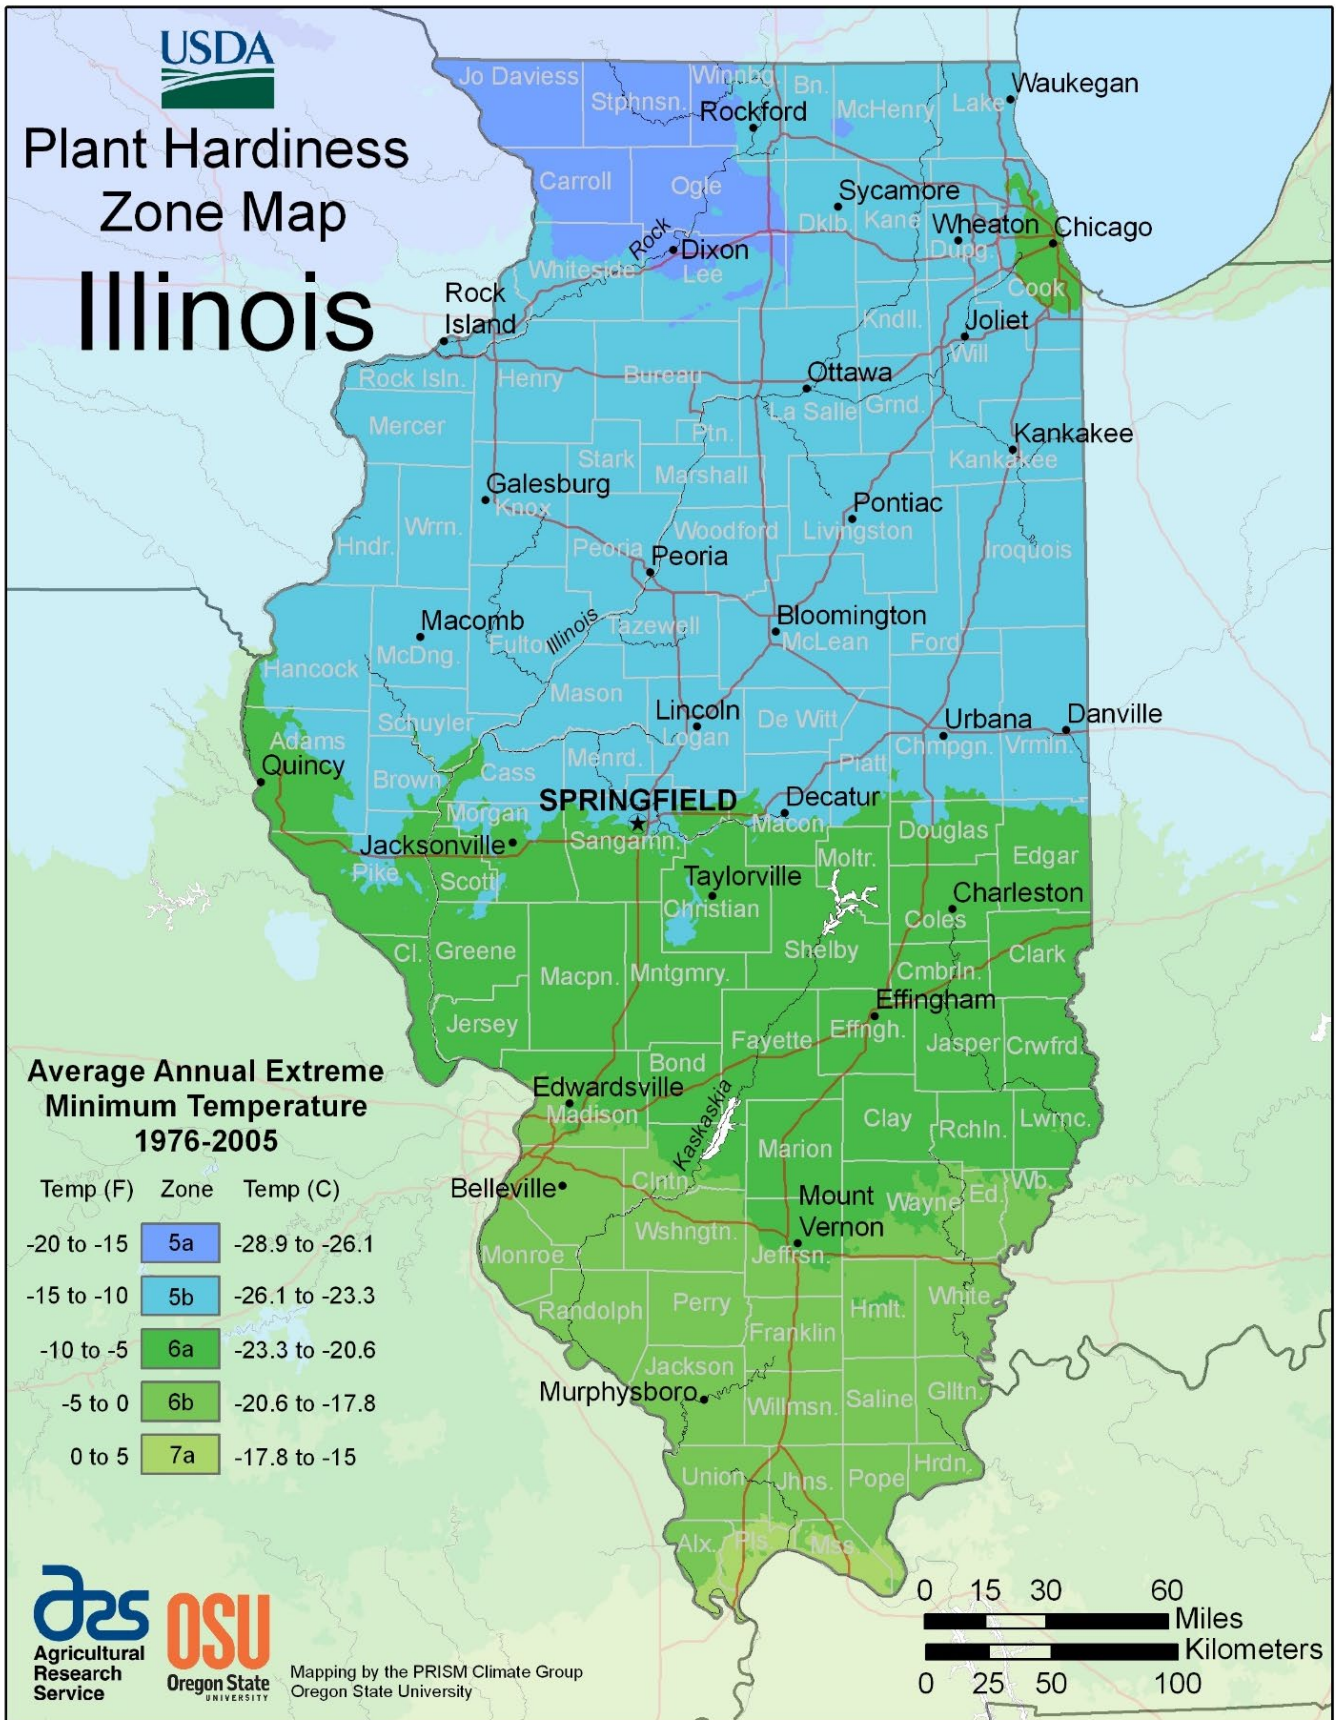 USDA
Plant Hardiness
Zone Map
Illinois
Jo Daviess
Stphnsn.
Winnbg.
Bn.
McHenry
Lake
Waukegan
Rockford
Carroll
Ogle
Sycamore
Dklb.
Kane
Wheaton
Dupg.
Chicago
Rock
Dixon
Whiteside
Lee
Cook
Rock
Island
Kndll.
Joliet
Will
Rock Isln.
Henry
Bureau
Ottawa
La Salle
Grnd.
Mercer
Ptn.
Kankakee
Kankakee
Stark
Marshall
Galesburg
Knox
Pontiac
Livingston
Wrrn.
Hndr.
Woodford
Peoria
Peoria
Iroquois
Macomb
McDng.
Fulton
Illinois
Tazewell
Bloomington
McLean
Ford
Hancock
Mason
Schuyler
Lincoln
Logan
De Witt
Urbana
Chmpgn.
Danville
Vrmln.
Adams
Quincy
Brown
Cass
Menrd.
Piatt
SPRINGFIELD
Decatur
Macon
Morgan
Jacksonville
Sangamn.
Douglas
Edgar
Moltr.
Pike
Scott
Taylorville
Christian
Charleston
Coles
Cl.
Greene
Macpn.
Mntgmry.
Shelby
Cmbrln.
Clark
Effingham
Effngh.
Jersey
Fayette
Jasper
Crwfrd.
Bond
Edwardsville
Madison
Kaskaskia
Clay
Rchln.
Lwrnc.
Marion
Belleville
Clntn.
Mount
Vernon
Wayne
Ed.
Wb.
Wshngtn.
Jeffrsn.
Monroe
Randolph
Perry
Hmlt.
White
Franklin
Jackson
Murphysboro
Willmsn.
Saline
Glltn.
Union
Jhns.
Pope
Hrdn.
Alx.
Pls.
Mss.
Average Annual Extreme
Minimum Temperature
1976-2005
Temp (F) Zone Temp (C)
-20 to -15 5a -28.9 to -26.1
-15 to -10 5b -26.1 to -23.3
-10 to -5 6a -23.3 to -20.6
-5 to 0 6b -20.6 to -17.8
0 to 5 7a -17.8 to -15
ars
Agricultural
Research
Service
OSU
Oregon State
UNIVERSITY
Mapping by the PRISM Climate Group
Oregon State University
0 15 30 60
Miles
Kilometers
0 25 50 100